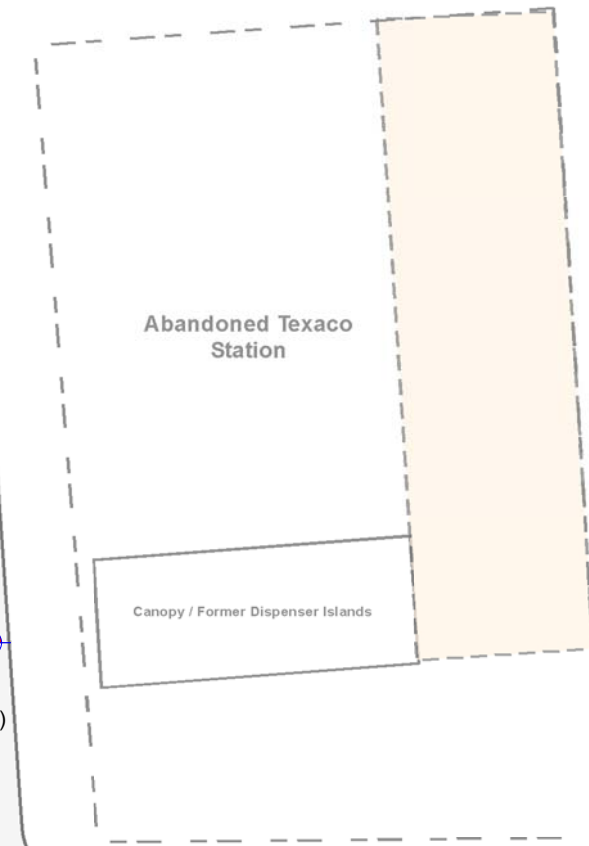 Abandoned Texaco
Station
Canopy / Former Dispenser Islands
)
)